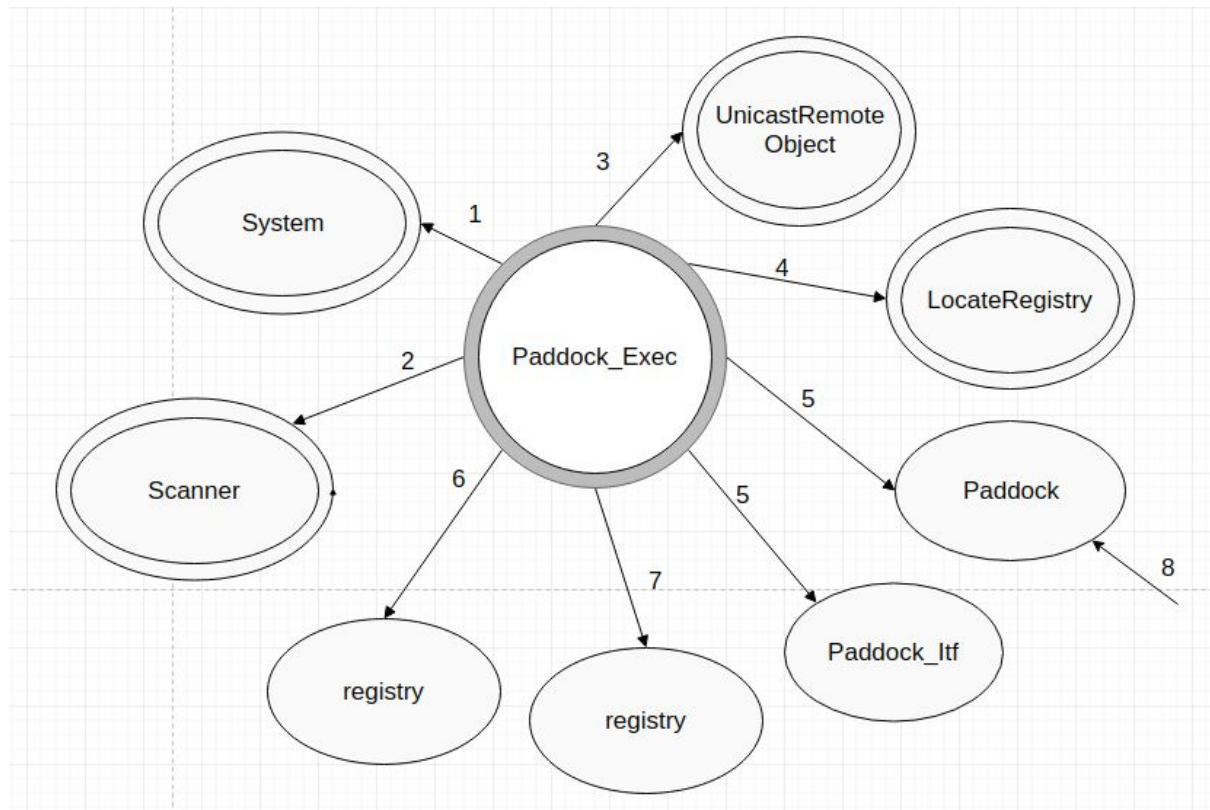 UnicastRemote
Object
3
System
1
4
LocateRegistry
Paddock_Exec
2
5
Scanner
6
5
Paddock
7
8
Paddock_Itf
registry
registry